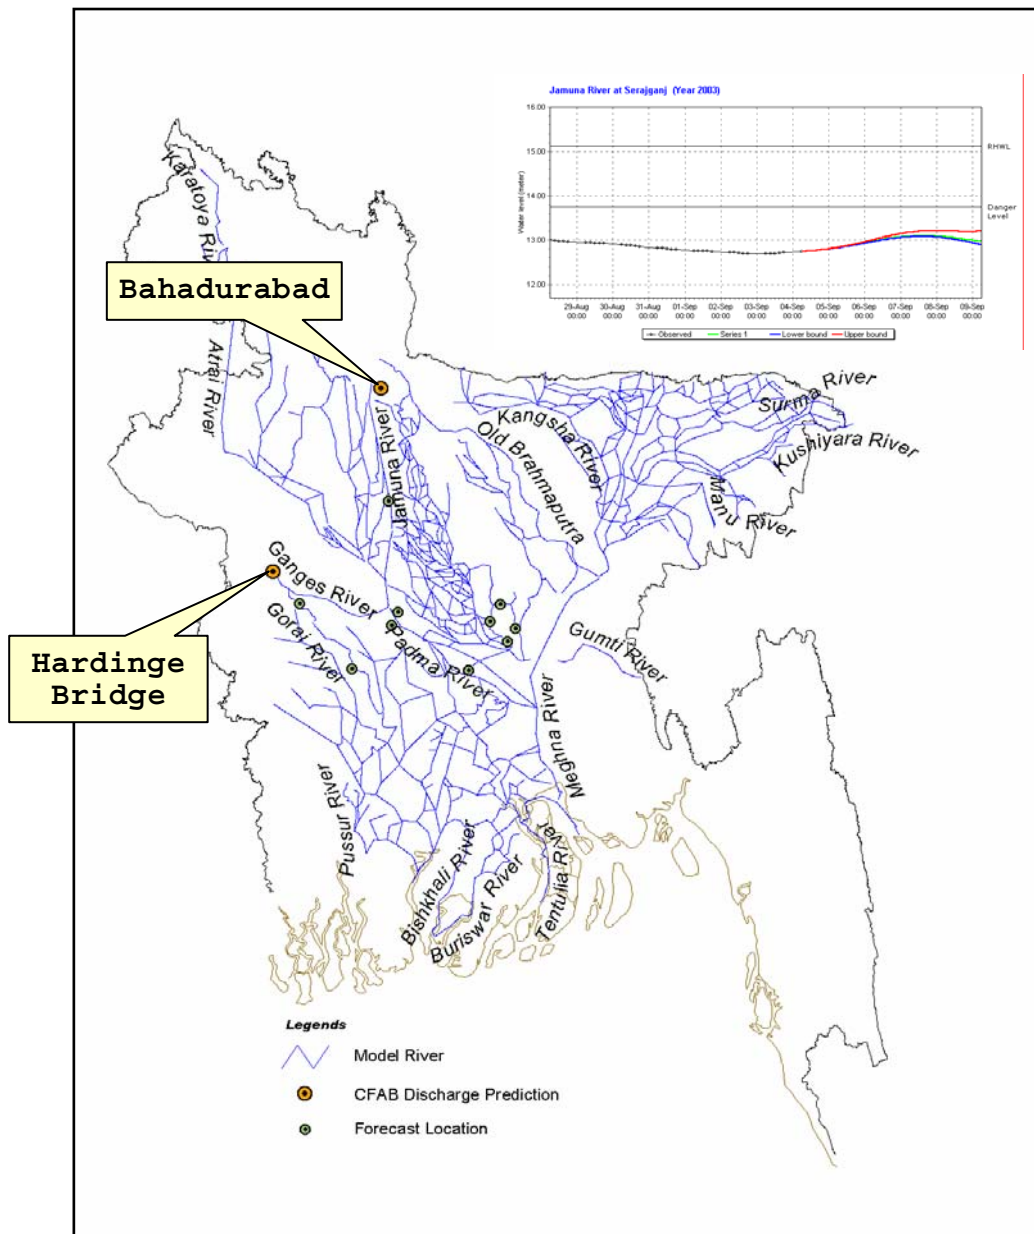 Jamuna River at Serajganj (Year 2003)
16.00
15.00
14.00
13.00
12.00
Water level (meter)
RHWL
Danger
Level
29-Aug
00:00
30-Aug
00:00
31-Aug
00:00
01-Sep
00:00
02-Sep
00:00
03-Sep
00:00
04-Sep
00:00
05-Sep
00:00
06-Sep
00:00
07-Sep
00:00
08-Sep
00:00
09-Sep
00:00
Observed
Series 1
Lower bound
Upper bound
Karatoya
Bahadurabad
Atrai River
Jamuna River
Kangsha River
Old Brahmaputra
Surma River
Kushiyara River
Manu River
Ganges River
Gorai River
Padma River
Gumti River
Hardinge
Bridge
Meghna River
Pussur River
Bishkhali River
Buriswar River
Tentulia River
Legends
Model River
CFAB Discharge Prediction
Forecast Location